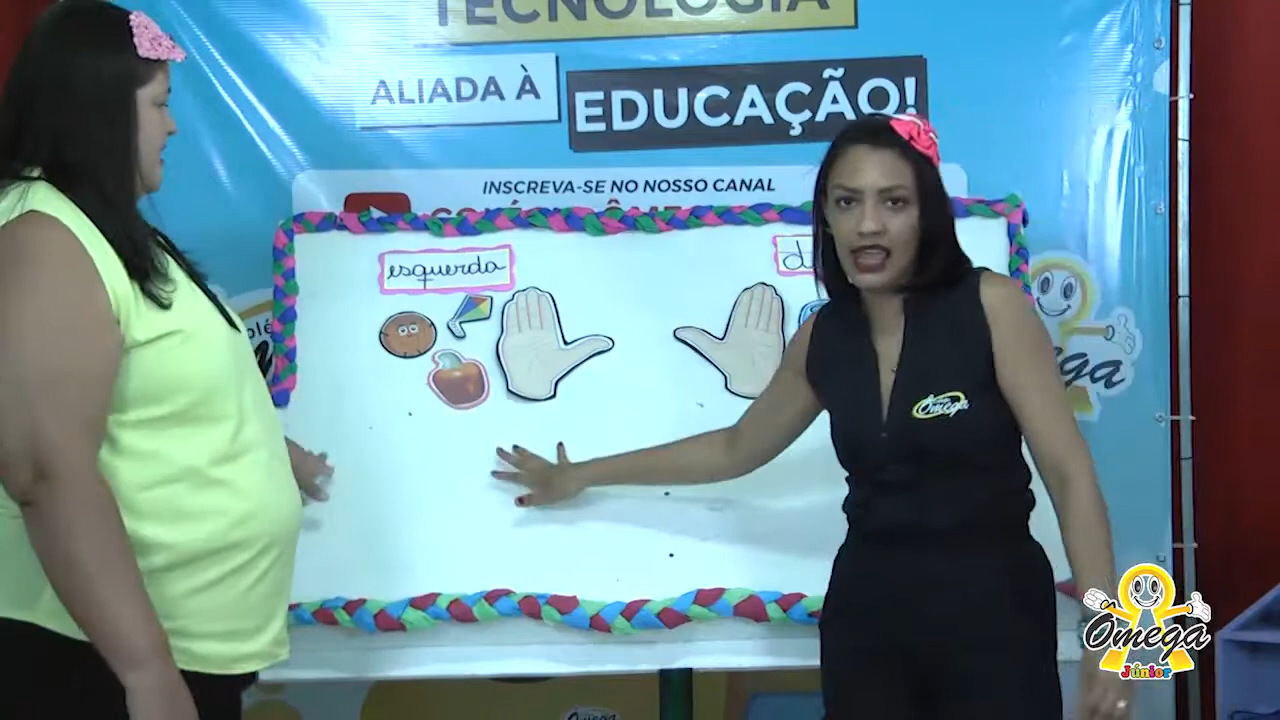 TECNOLOGIA
ALIADA À
EDUCAÇÃO!
INSCREVA-SE NO NOSSO CANAL
esquerda
Ômega
Ômega
Júnior